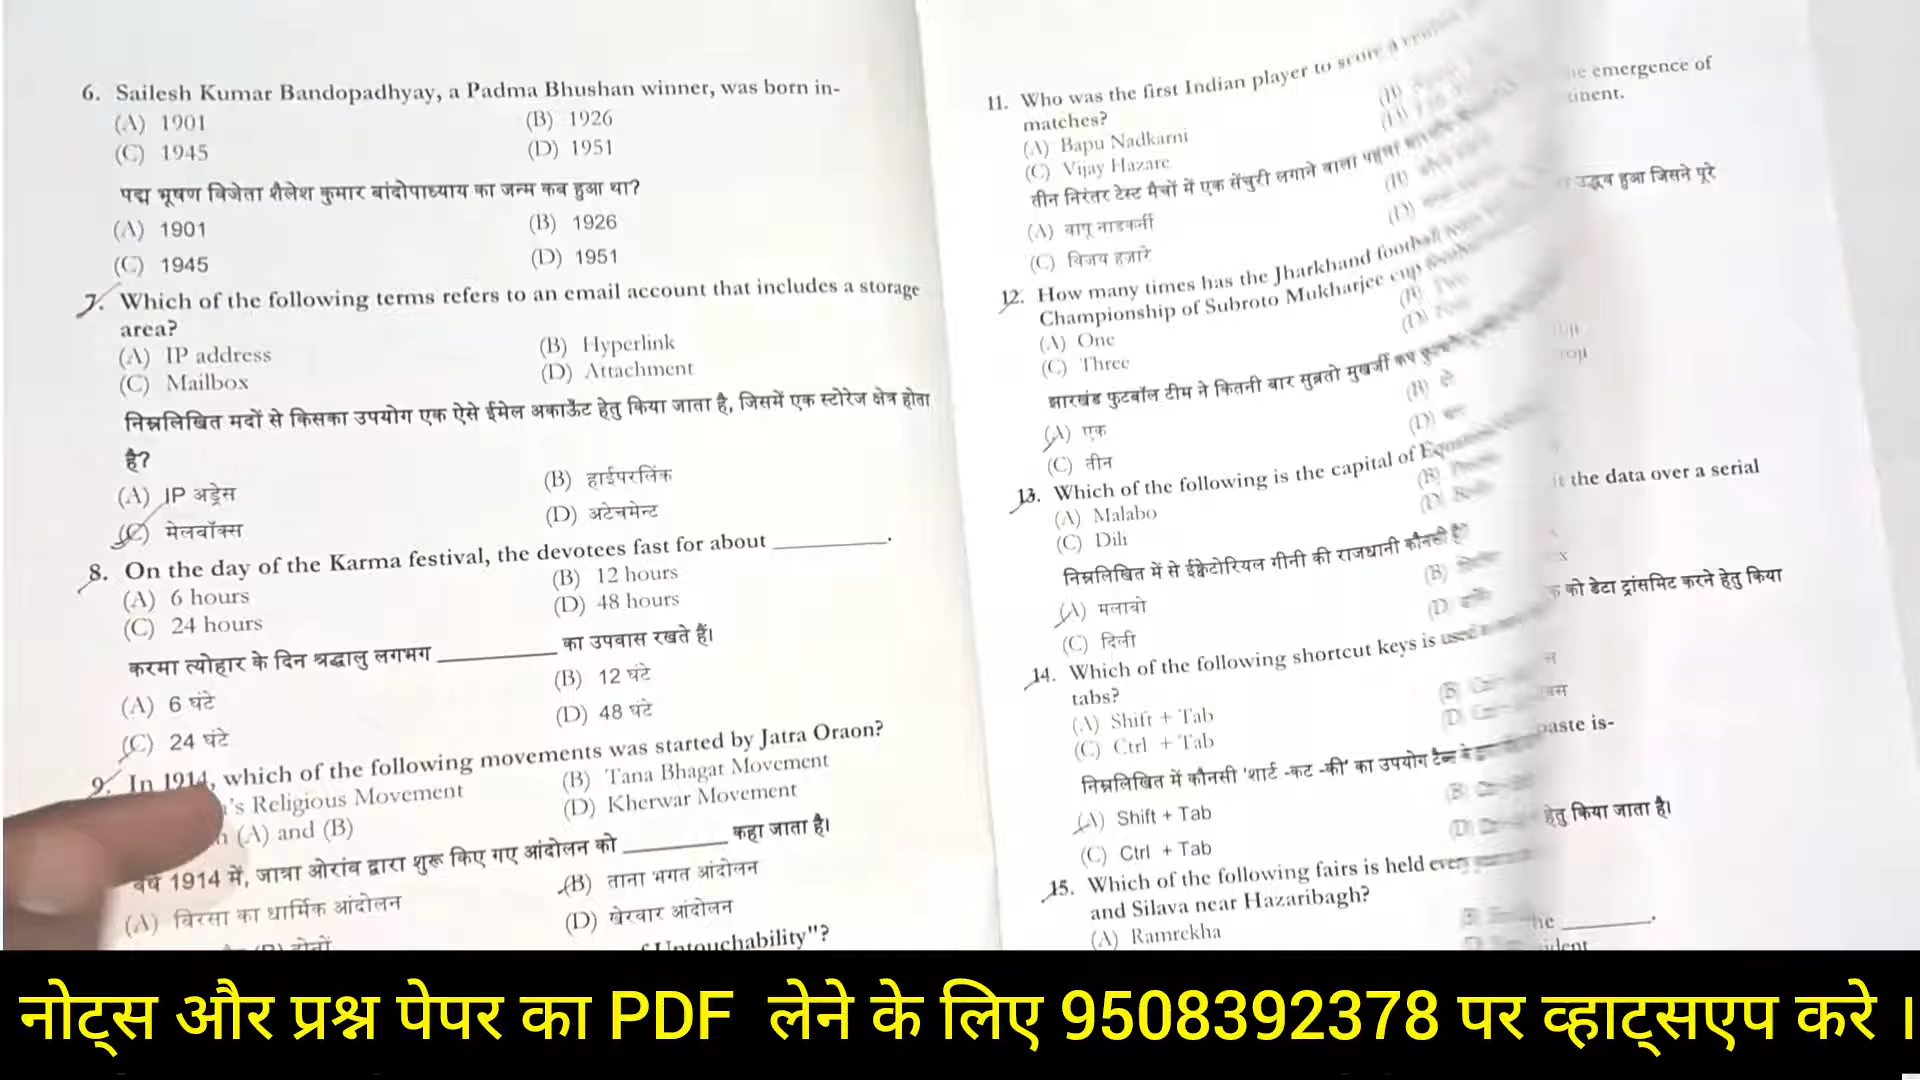 6. Sailesh Kumar Bandopadhyay, a Padma Bhushan winner, was born in-
(A) 1901 (B) 1926
(C) 1945 (D) 1951
पद्म भूषण विजेता शैलेश कुमार बांदोपाध्याय का जन्म कब हुआ था?
(A) 1901 (B) 1926
(C) 1945 (D) 1951
7. Which of the following terms refers to an email account that includes a storage
area?
(A) IP address (B) Hyperlink
(C) Mailbox (D) Attachment
निम्नलिखित मदों से किसका उपयोग एक ऐसे ईमेल अकाऊँट हेतु किया जाता है, जिसमें एक स्टोरेज क्षेत्र होता
है?
(A) IP अड्रेस (B) हाईपरलिंक
(C) मेलबॉक्स (D) अटेचमेन्ट
8. On the day of the Karma festival, the devotees fast for about ________.
(A) 6 hours (B) 12 hours
(C) 24 hours (D) 48 hours
करमा त्योहार के दिन श्रद्धालु लगभग ________ का उपवास रखते हैं।
(A) 6 घंटे (B) 12 घंटे
(C) 24 घंटे (D) 48 घंटे
9. In 1914, which of the following movements was started by Jatra Oraon?
's Religious Movement (B) Tana Bhagat Movement
(A) and (B) (D) Kherwar Movement
वर्ष 1914 में, जात्रा ओरांव द्वारा शुरू किए गए आंदोलन को ________ कहा जाता है।
(A) बिरसा का धार्मिक आंदोलन (B) ताना भगत आंदोलन
(D) खेरवार आंदोलन
Untouchability"?
11. Who was the first Indian player to score a
matches?
(A) Bapu Nadkarni
(C) Vijay Hazare
तीन निरंतर टेस्ट मैचों में एक सेंचुरी लगाने वाला पहला
(A) बापू नाडकर्नी
(C) विजय हजारे
12. How many times has the Jharkhand football
Championship of Subroto Mukharjee cup
(A) One
(C) Three
झारखंड फुटबॉल टीम ने कितनी बार सुब्रतो मुखर्जी कप
(A) एक
(C) तीन
13. Which of the following is the capital of
(A) Malabo
(C) Dili
निम्नलिखित में से ईक्वेटोरियल गीनी की राजधानी कौनसी है?
(A) मलाबो
(C) दिली
14. Which of the following shortcut keys is used
tabs?
(A) Shift + Tab
(C) Ctrl + Tab
निम्नलिखित में कौनसी 'शार्ट -कट -की' का उपयोग टैब्स
(A) Shift + Tab
(C) Ctrl + Tab
15. Which of the following fairs is held every
and Silava near Hazaribagh?
(A) Ramrekha
emergence of
उद्भव हुआ जिसने पूरे
the data over a serial
को डेटा ट्रांसमिट करने हेतु किया
paste is-
हेतु किया जाता है।
नोट्स और प्रश्न पेपर का PDF लेने के लिए 9508392378 पर व्हाट्सएप करे ।